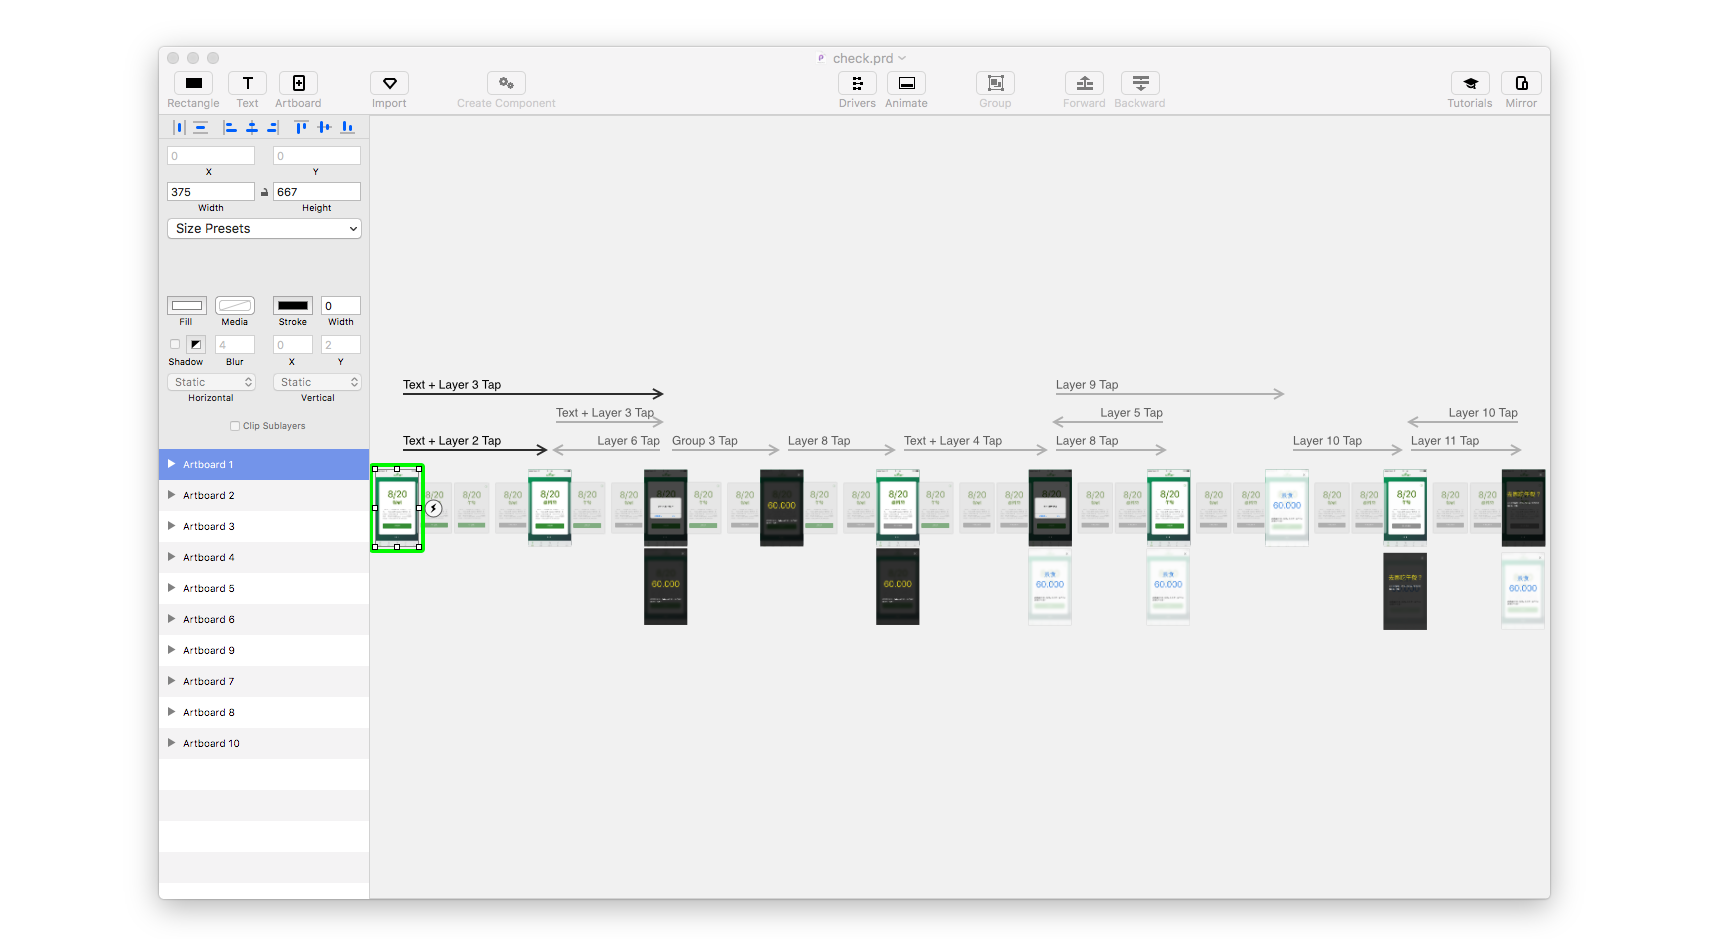 check.prd
Rectangle Text Artboard Import Create Component Drivers Animate Group Forward Backward Tutorials Mirror
0 0
X Y
375 667
Width Height
Size Presets
0
Fill Media Stroke Width
4 0 2
Shadow Blur X Y
Static Static
Horizontal Vertical
Clip Sublayers
Artboard 1
Artboard 2
Artboard 3
Artboard 4
Artboard 5
Artboard 6
Artboard 9
Artboard 7
Artboard 8
Artboard 10
Text + Layer 3 Tap Layer 9 Tap
Text + Layer 3 Tap Layer 5 Tap Layer 10 Tap
Text + Layer 2 Tap Layer 6 Tap Group 3 Tap Layer 8 Tap Text + Layer 4 Tap Layer 8 Tap Layer 10 Tap Layer 11 Tap
8/20 8/20 8/20 8/20 8/20 8/20 8/20 8/20 8/20 8/20 8/20 8/20 8/20 8/20 8/20 8/20 8/20 8/20 8/20 8/20 8/20 8/20 8/20 8/20 8/20 8/20
60.000 60.000
60.000 60.000 60.000 60.000 60.000